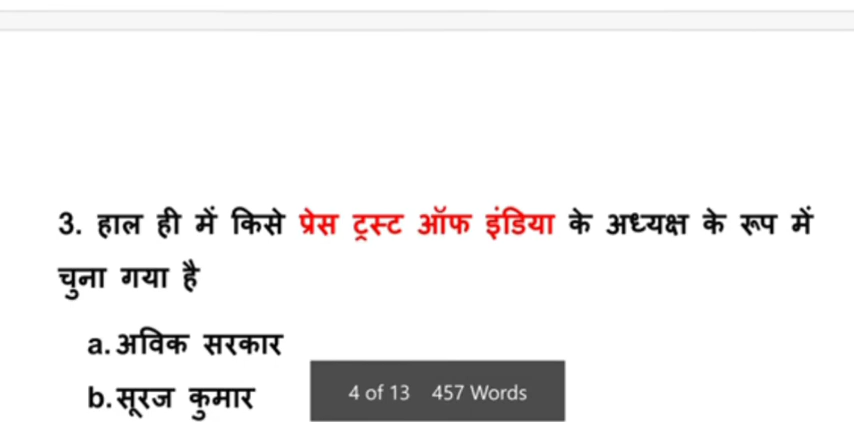 3. हाल ही में किसे प्रेस ट्रस्ट ऑफ इंडिया के अध्यक्ष के रूप में
चुना गया है
a. अविक सरकार
b. सूरज कुमार
4 of 13 457 Words